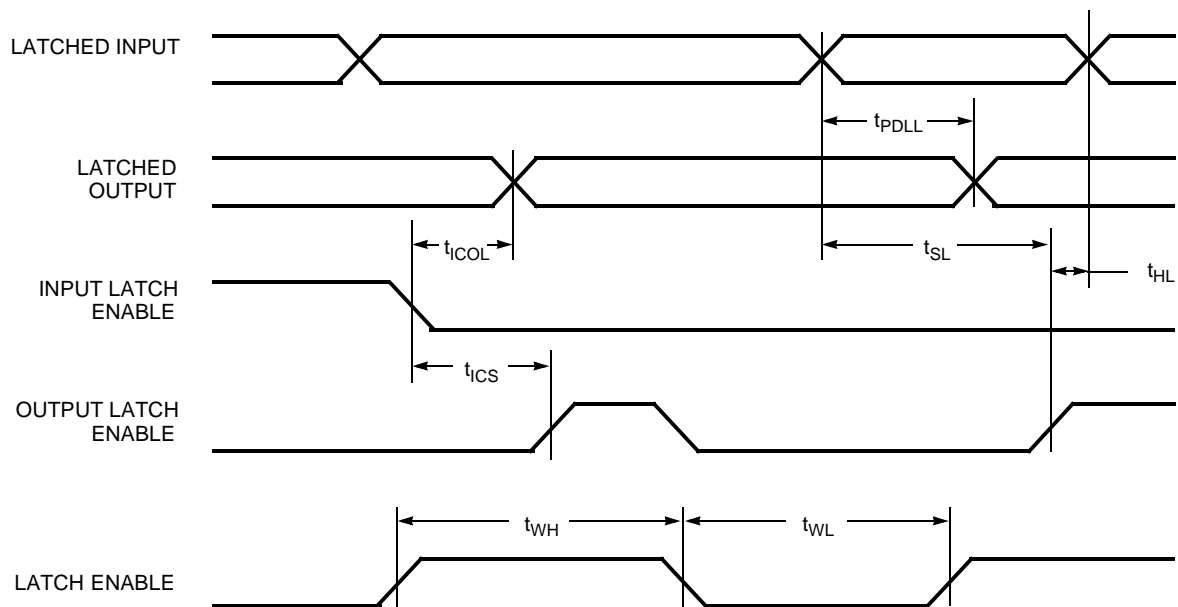 LATCHED INPUT
tPDLL
LATCHED
OUTPUT
tICOL
tSL
tHL
INPUT LATCH
ENABLE
tICS
OUTPUT LATCH
ENABLE
tWH
tWL
LATCH ENABLE